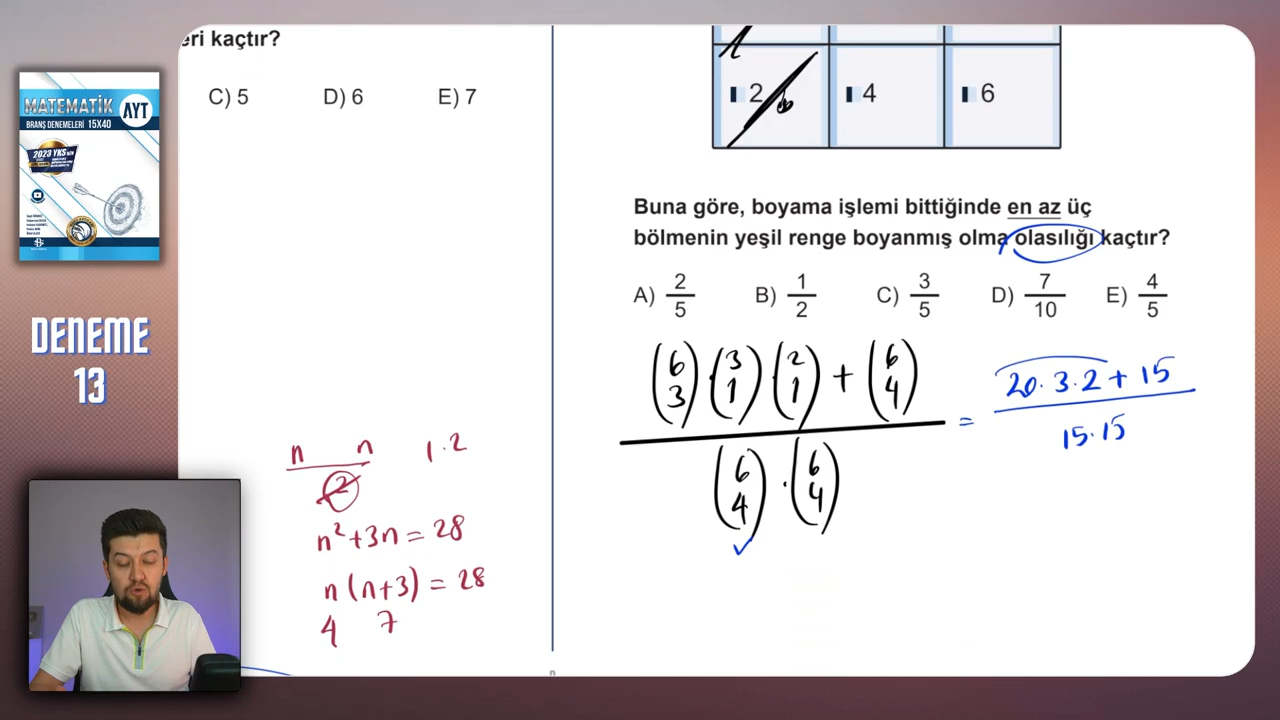 eri kaçtır?
C) 5 D) 6 E) 7
MATEMATİK AYT
BRANŞ DENEMELERİ 15X40
2023 YKS'NİN
DENEME
13
n n 1·2
2
n² + 3n = 28
n(n+3) = 28
4 7
2 4 6
Buna göre, boyama işlemi bittiğinde en az üç
bölmenin yeşil renge boyanmış olma olasılığı kaçtır?
A) 2/5 B) 1/2 C) 3/5 D) 7/10 E) 4/5
(6 3)·(3 1)(2 1) + (6 4) = 20·3·2 + 15
(6 4)·(6 4) 15·15